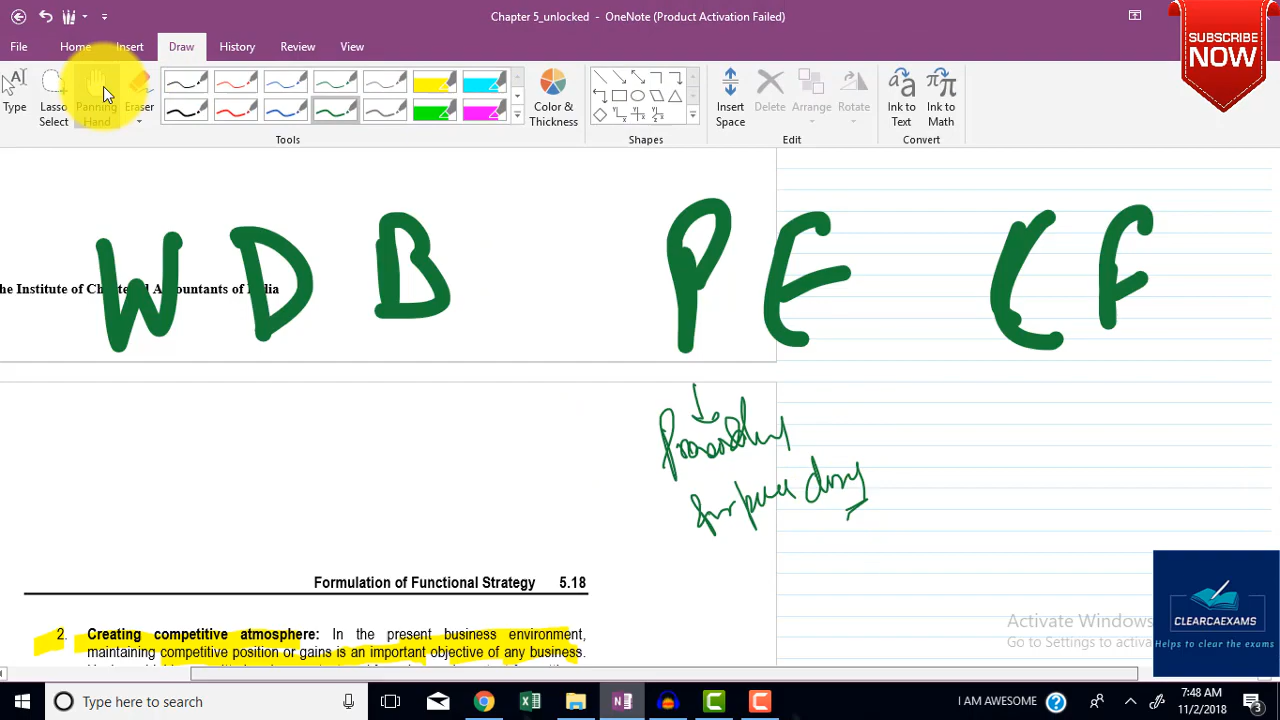 Chapter 5_unlocked - OneNote (Product Activation Failed)
SUBSCRIBE
NOW
File Home Insert Draw History Review View
Type Lasso Select Panning Hand Eraser
Color & Thickness
Insert Space Delete Arrange Rotate
Ink to Text Ink to Math
Tools Shapes Edit Convert
W D B P E C F
he Institute of Chartered Accountants of India
Formulation of Functional Strategy 5.18
2. Creating competitive atmosphere: In the present business environment,
maintaining competitive position or gains is an important objective of any business.
Activate Windows
Go to Settings to activa
CLEARCAEXAMS
Helps to clear the exams
Type here to search
I AM AWESOME
7:48 AM
11/2/2018
3